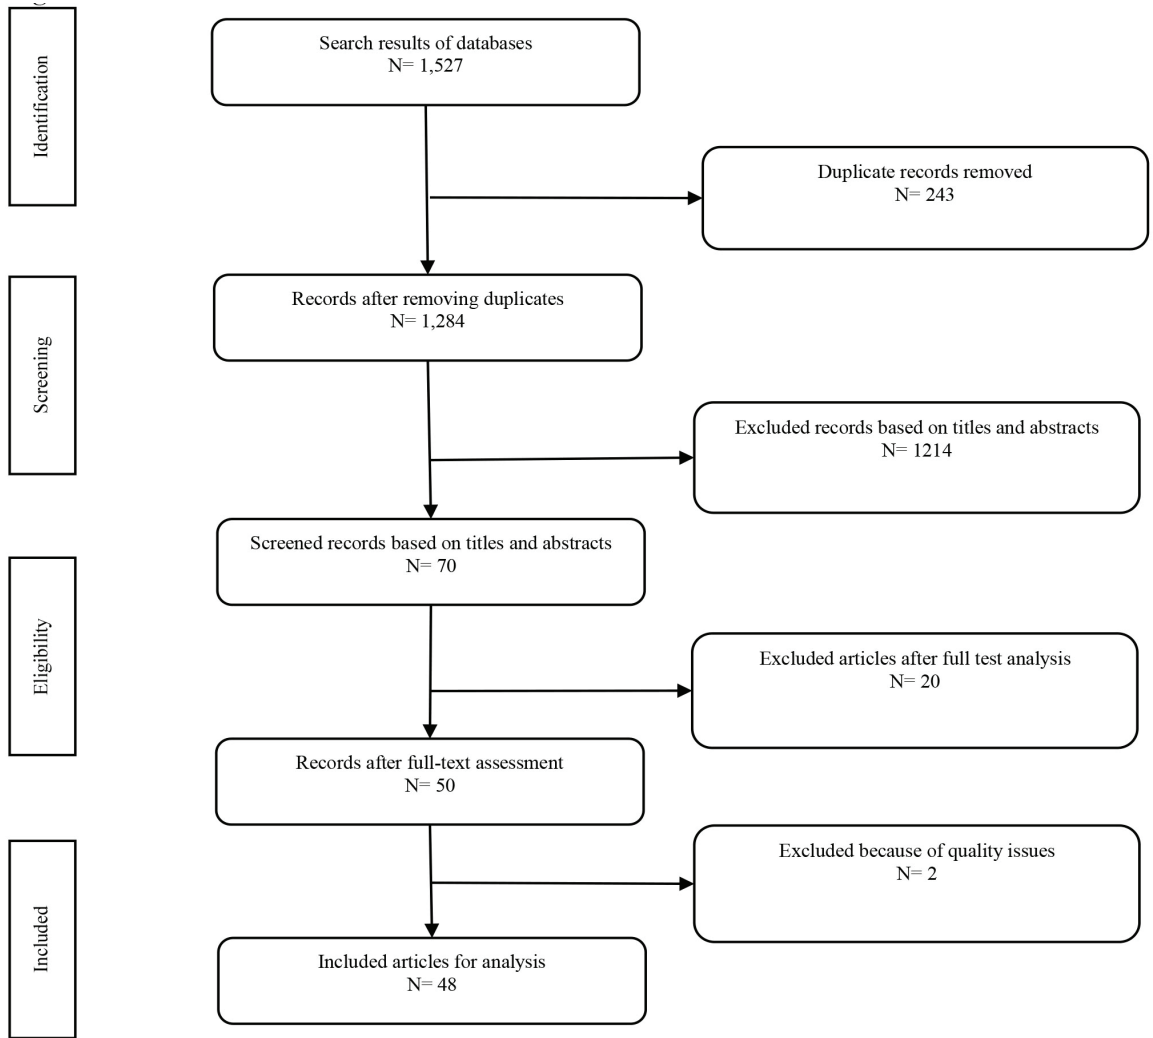 Identification
Search results of databases
N= 1,527
Duplicate records removed
N= 243
Screening
Records after removing duplicates
N= 1,284
Excluded records based on titles and abstracts
N= 1214
Screened records based on titles and abstracts
N= 70
Eligibility
Excluded articles after full test analysis
N= 20
Records after full-text assessment
N= 50
Included
Excluded because of quality issues
N= 2
Included articles for analysis
N= 48